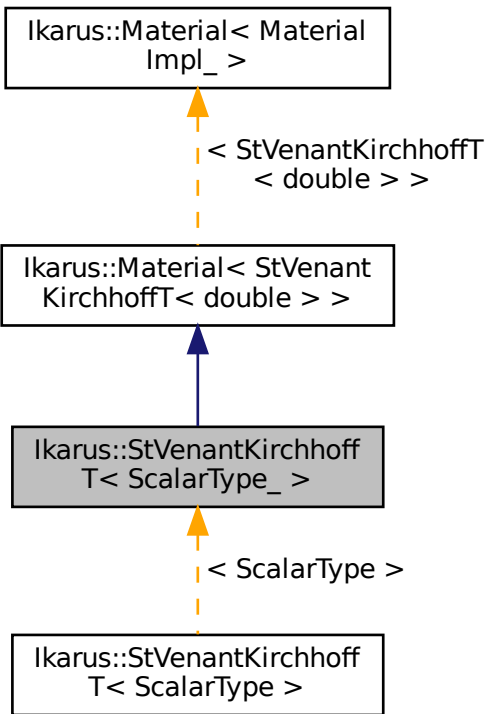 Ikarus::Material< Material
Impl_ >
< StVenantKirchhoffT
< double > >
Ikarus::Material< StVenant
KirchhoffT< double > >
Ikarus::StVenantKirchhoff
T< ScalarType_ >
< ScalarType >
Ikarus::StVenantKirchhoff
T< ScalarType >